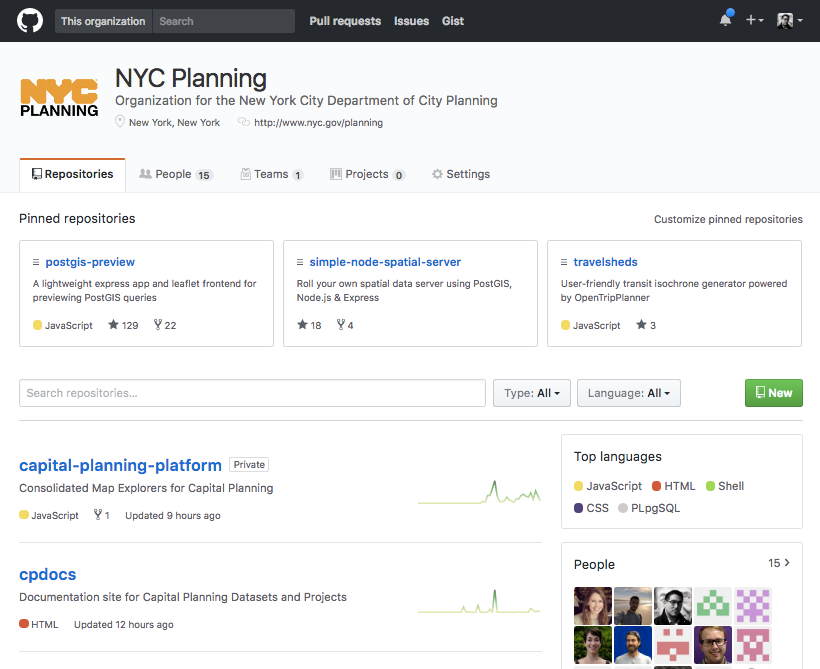 This organization Search Pull requests Issues Gist
NYC
PLANNING
NYC Planning
Organization for the New York City Department of City Planning
New York, New York http://www.nyc.gov/planning
Repositories People 15 Teams 1 Projects 0 Settings
Pinned repositories Customize pinned repositories
postgis-preview
A lightweight express app and leaflet frontend for
previewing PostGIS queries
JavaScript 129 22
simple-node-spatial-server
Roll your own spatial data server using PostGIS,
Node.js & Express
18 4
travelsheds
User-friendly transit isochrone generator powered
by OpenTripPlanner
JavaScript 3
Search repositories... Type: All Language: All New
capital-planning-platform Private
Consolidated Map Explorers for Capital Planning
JavaScript 1 Updated 9 hours ago
cpdocs
Documentation site for Capital Planning Datasets and Projects
HTML Updated 12 hours ago
Top languages
JavaScript HTML Shell
CSS PLpgSQL
People 15